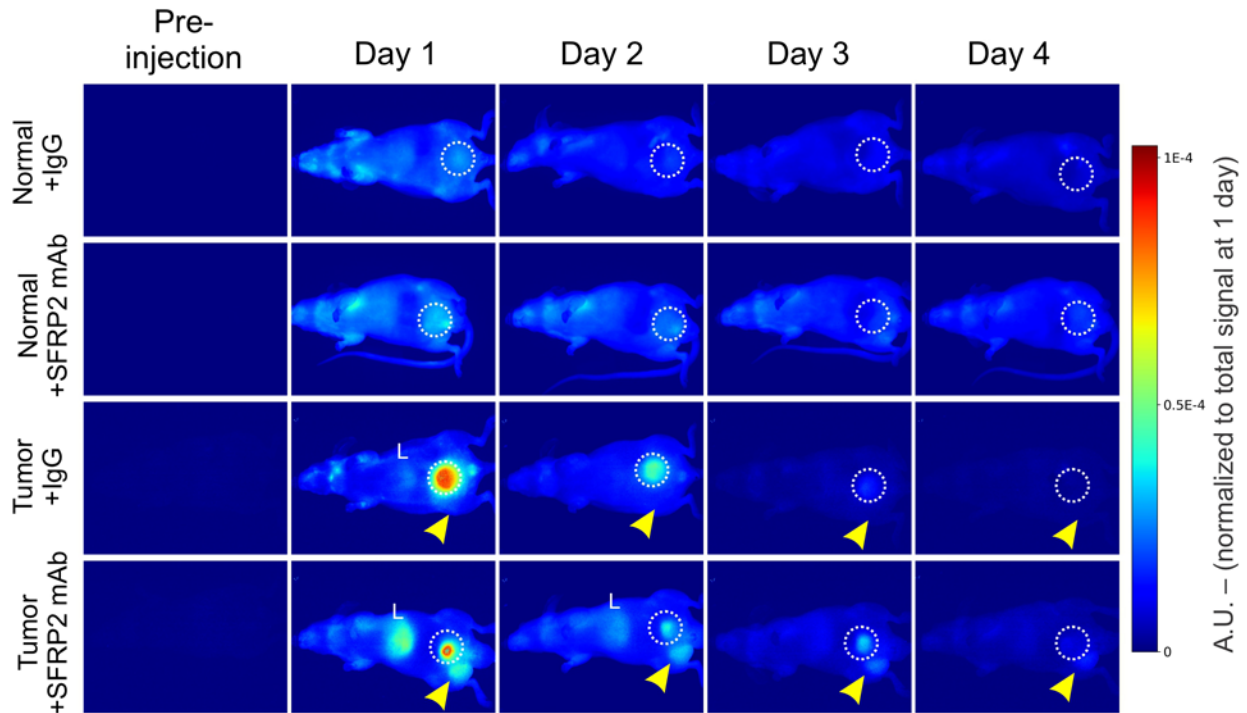 Pre-
injection
Day 1
Day 2
Day 3
Day 4
Normal
+IgG
Normal
+SFRP2 mAb
Tumor
+IgG
L
Tumor
+SFRP2 mAb
L
L
1E-4
0.5E-4
0
A.U. – (normalized to total signal at 1 day)